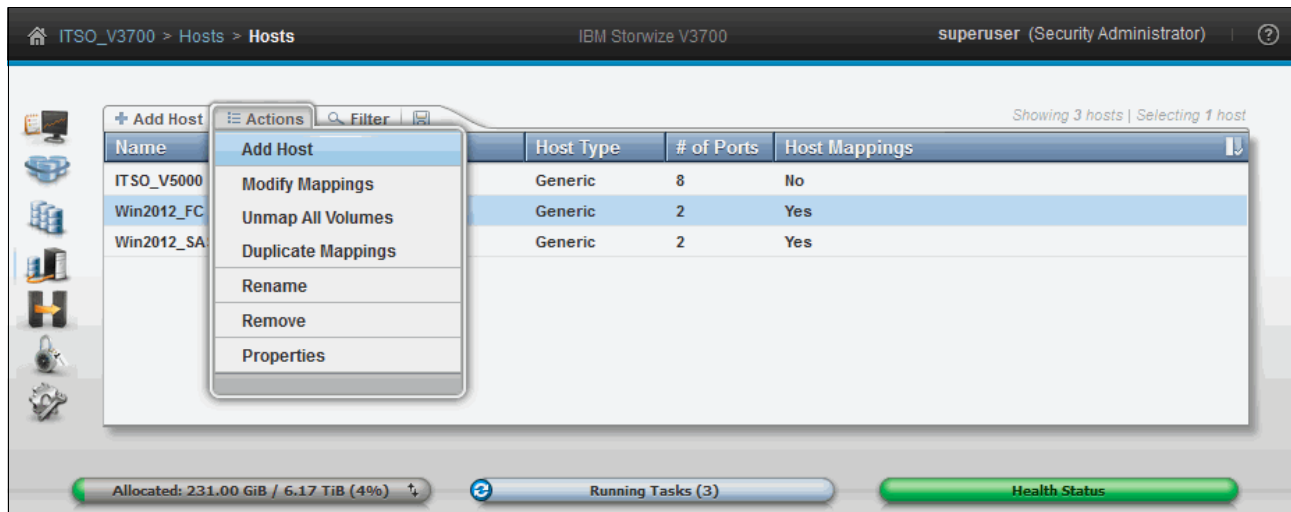 ITSO_V3700 > Hosts > Hosts
IBM Storwize V3700
superuser (Security Administrator)
Showing 3 hosts | Selecting 1 host
Add Host
Actions
Filter
Name
Host Type
# of Ports
Host Mappings
ITSO_V5000 Generic 8 No
Win2012_FC Generic 2 Yes
Win2012_SA Generic 2 Yes
Add Host
Modify Mappings
Unmap All Volumes
Duplicate Mappings
Rename
Remove
Properties
Allocated: 231.00 GiB / 6.17 TiB (4%)
Running Tasks (3)
Health Status